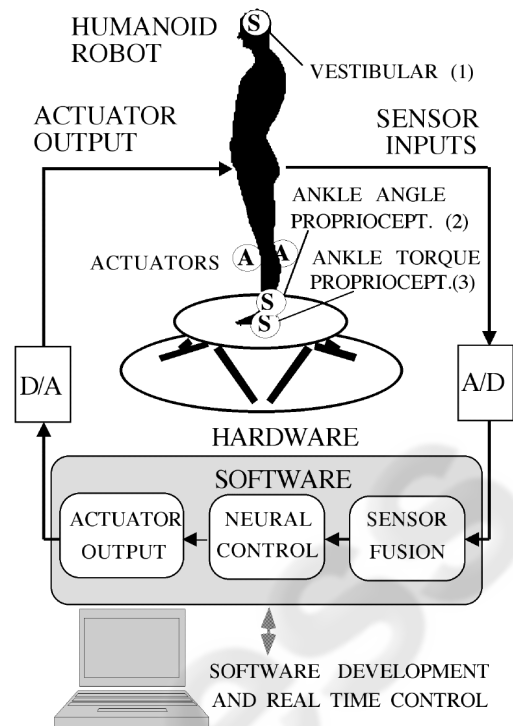 HUMANOID
ROBOT
S
VESTIBULAR (1)
ACTUATOR
OUTPUT
SENSOR
INPUTS
ANKLE ANGLE
PROPRIOCEPT. (2)
ACTUATORS
A
A
ANKLE TORQUE
PROPRIOCEPT.(3)
S
S
D/A
A/D
HARDWARE
SOFTWARE
ACTUATOR
OUTPUT
NEURAL
CONTROL
SENSOR
FUSION
SOFTWARE DEVELOPMENT
AND REAL TIME CONTROL